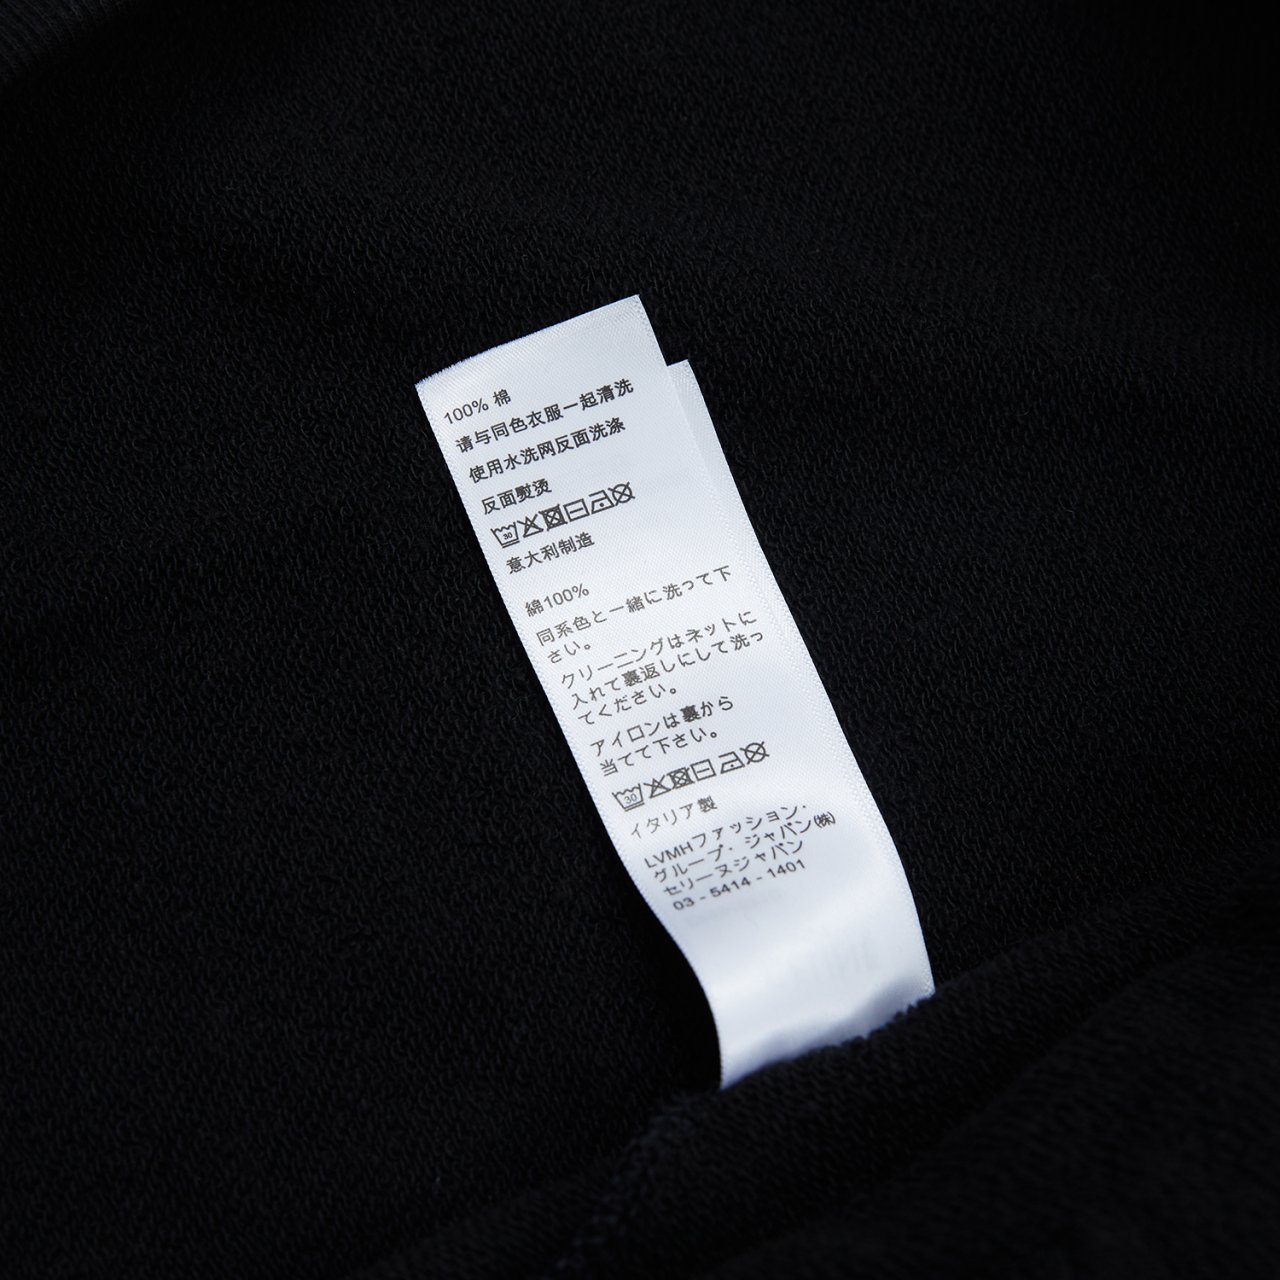 100% 棉
请与同色衣服一起清洗
使用水洗网反面洗涤
反面熨烫
30
意大利制造
綿100%
同系色と一緒に洗って下
さい。
クリーニングはネットに
入れて裏返しにして洗っ
てください。
アイロンは裏から
当てて下さい。
30
イタリア製
LVMHファッション・
グループ・ジャパン㈱
セリーヌジャパン
03 - 5414 - 1401